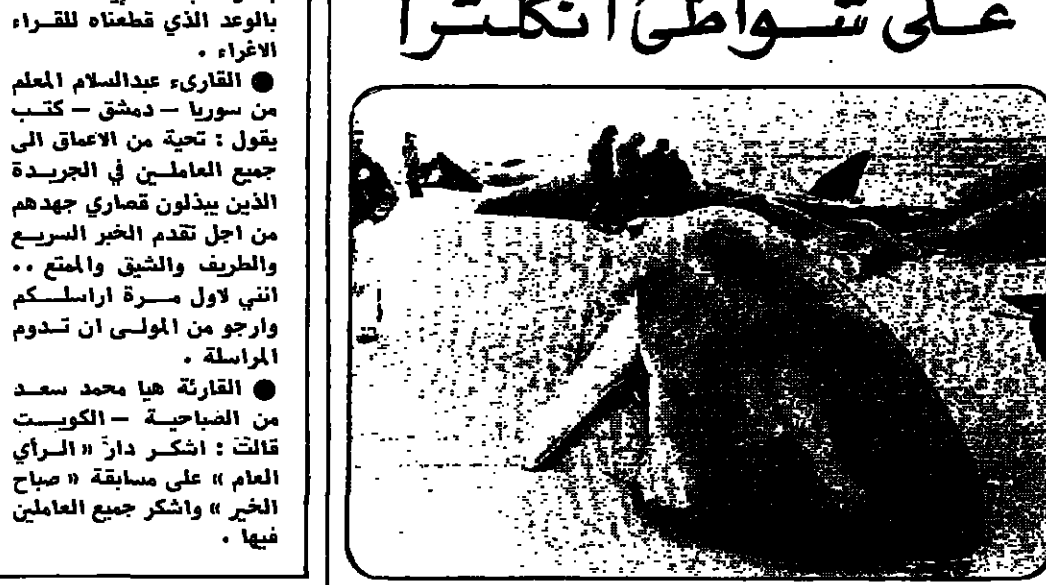 على شواطئ انكلترا
بالوعد الذي قطعناه للقراء
الاغراء .
● القارىء عبدالسلام المعلم
من سوريا – دمشق – كتب
يقول : تحية من الاعماق الى
جميع العاملين في الجريدة
الذين يبذلون قصاري جهدهم
من اجل تقدم الخبر السريع
والطريف والشيق والممتع ..
انني لاول مرة اراسلكم
وارجو من المولى ان تدوم
المراسلة .
● القارئة هيا محمد سعد
من الصباحية – الكويت
قالت : اشكر دار « الرأي
العام » على مسابقة « صباح
الخير » واشكر جميع العاملين
فيها .